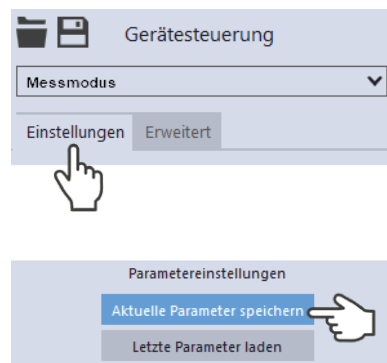 Gerätesteuerung
Messmodus
Einstellungen Erweitert
Parametereinstellungen
Aktuelle Parameter speichern
Letzte Parameter laden